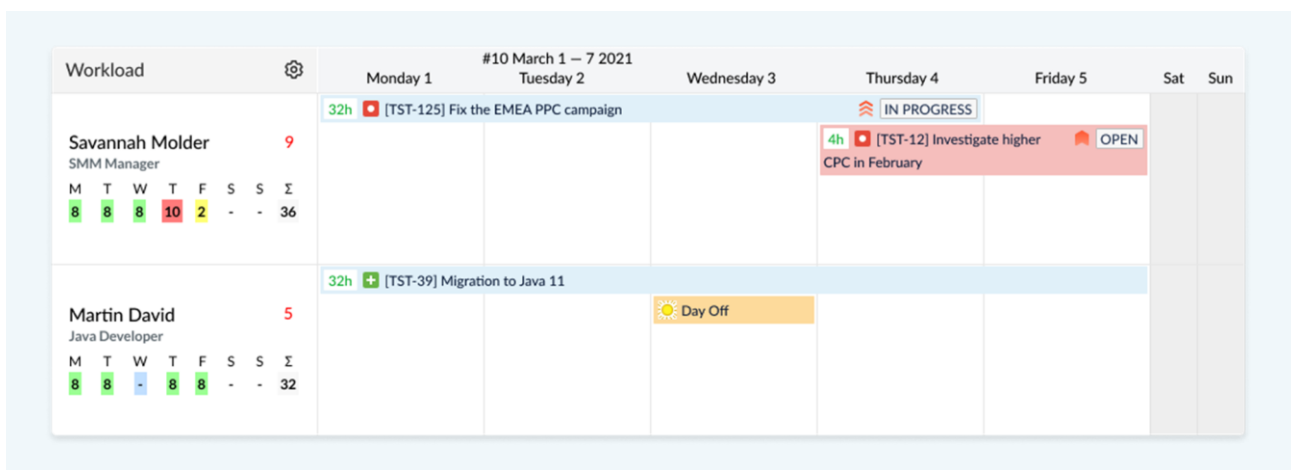 Workload
#10 March 1 — 7 2021
Monday 1 Tuesday 2 Wednesday 3 Thursday 4 Friday 5 Sat Sun
Savannah Molder 9
SMM Manager
M T W T F S S Σ
8 8 8 10 2 - - 36
32h [TST-125] Fix the EMEA PPC campaign IN PROGRESS
4h [TST-12] Investigate higher OPEN
CPC in February
Martin David 5
Java Developer
M T W T F S S Σ
8 8 - 8 8 - - 32
32h [TST-39] Migration to Java 11
Day Off